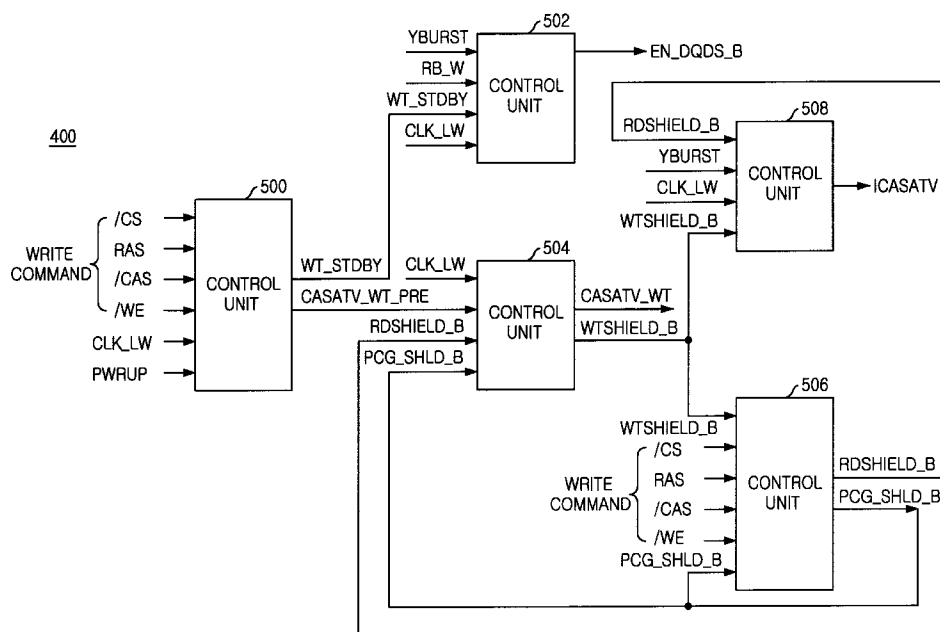 400
500
/CS
RAS
/CAS
/WE
WRITE
COMMAND
CLK_LW
PWRUP
CONTROL
UNIT
WT_STDBY
CASATV_WT_PRE
502
YBURST
RB_W
WT_STDBY
CLK_LW
CONTROL
UNIT
EN_DQDS_B
504
CLK_LW
RDSHIELD_B
PCG_SHLD_B
CONTROL
UNIT
CASATV_WT
WTSHIELD_B
508
RDSHIELD_B
YBURST
CLK_LW
WTSHIELD_B
CONTROL
UNIT
ICASATV
506
WTSHIELD_B
/CS
RAS
/CAS
/WE
WRITE
COMMAND
PCG_SHLD_B
CONTROL
UNIT
RDSHIELD_B
PCG_SHLD_B